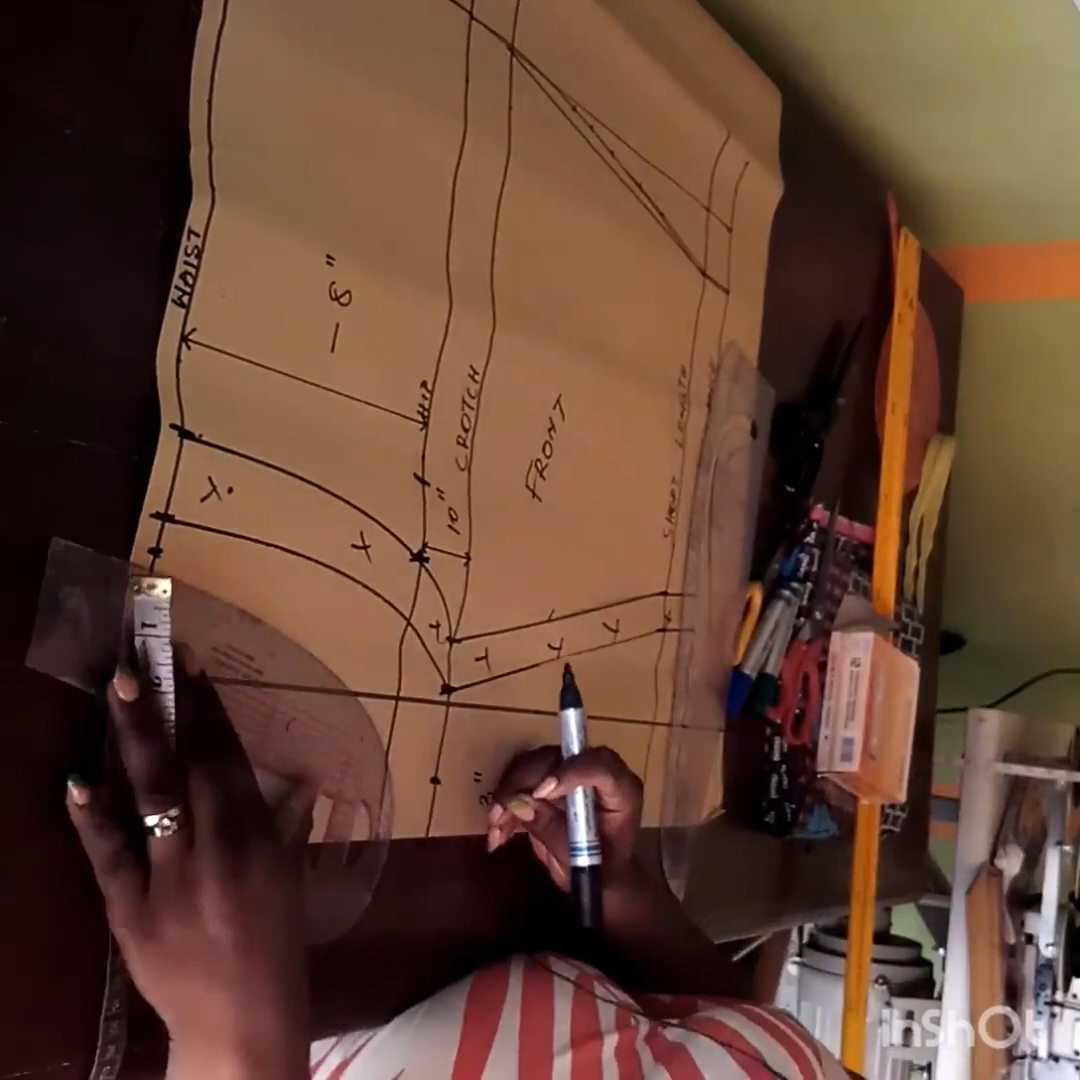 WAIST
— 8"
HIP
10" CROTCH
FRONT
SHORT LENGTH
X
X
3"
InShOt